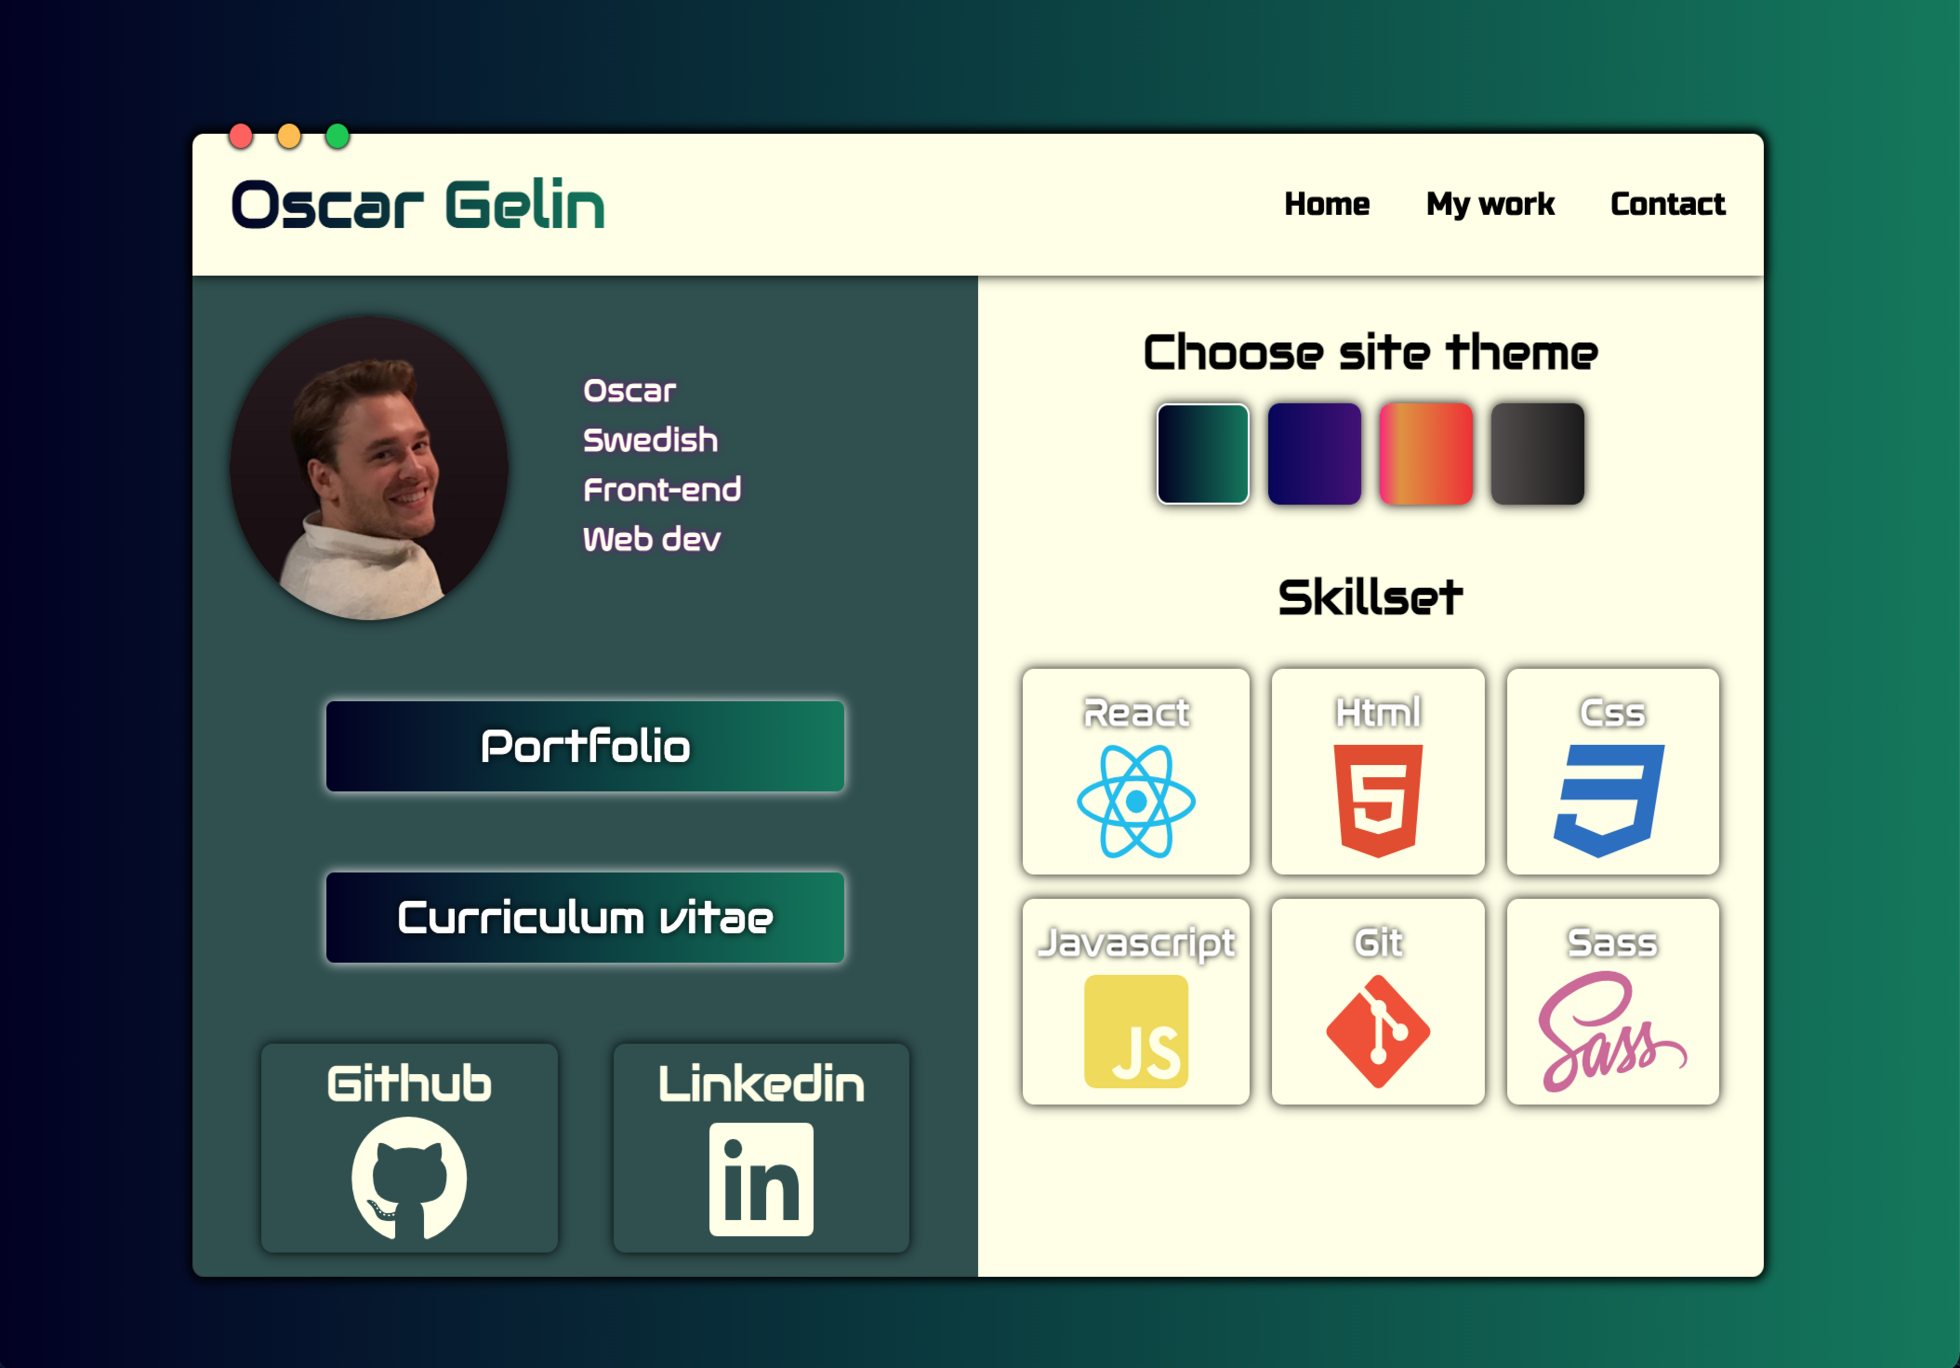 Oscar Gelin
Home
My work
Contact
Oscar
Swedish
Front-end
Web dev
Portfolio
Curriculum vitae
Github
Linkedin
in
Choose site theme
Skillset
React
Html
5
Css
Javascript
JS
Git
Sass
Sass